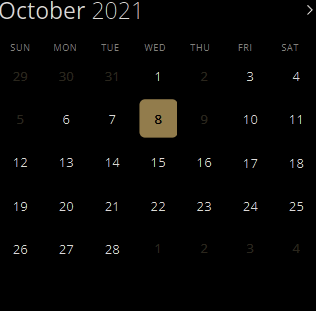 October 2021
SUN MON TUE WED THU FRI SAT
29 30 31 1 2 3 4
5 6 7 8 9 10 11
12 13 14 15 16 17 18
19 20 21 22 23 24 25
26 27 28 1 2 3 4